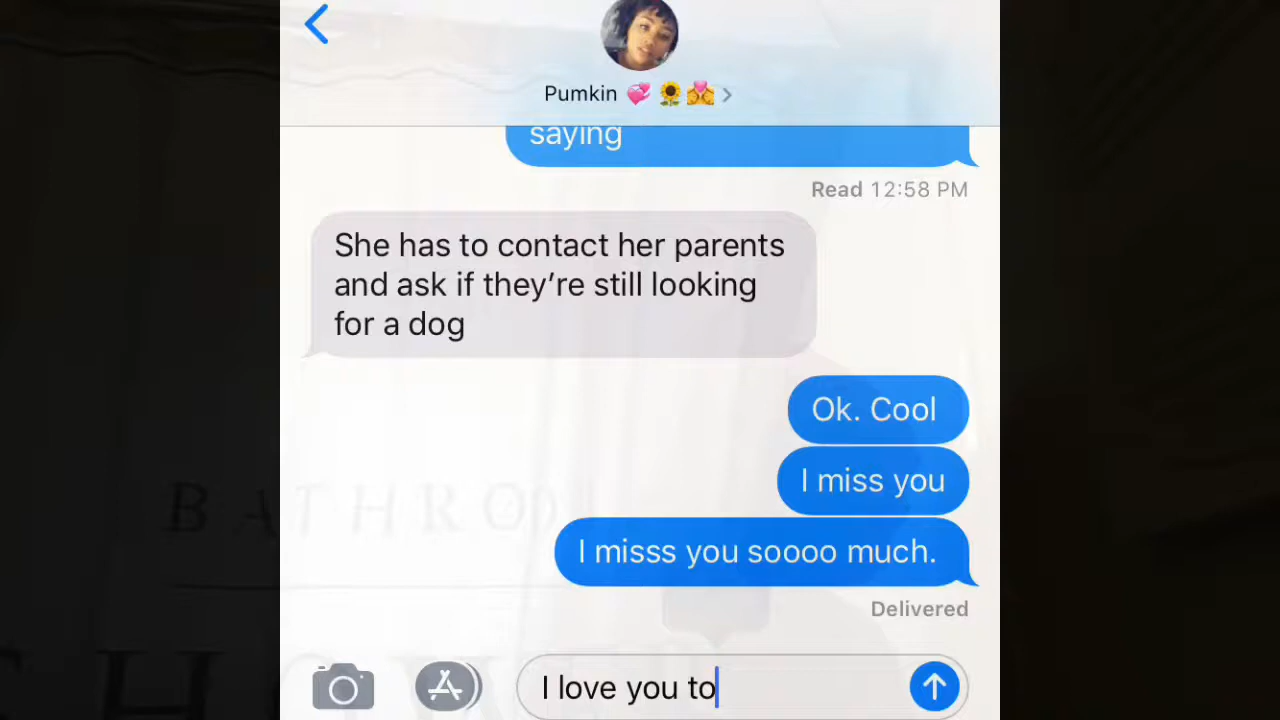 Pumkin 💞 🌻 👩‍❤️‍👩
saying
Read 12:58 PM
She has to contact her parents
and ask if they’re still looking
for a dog
Ok. Cool
I miss you
I misss you soooo much.
Delivered
BATHROO
I love you to